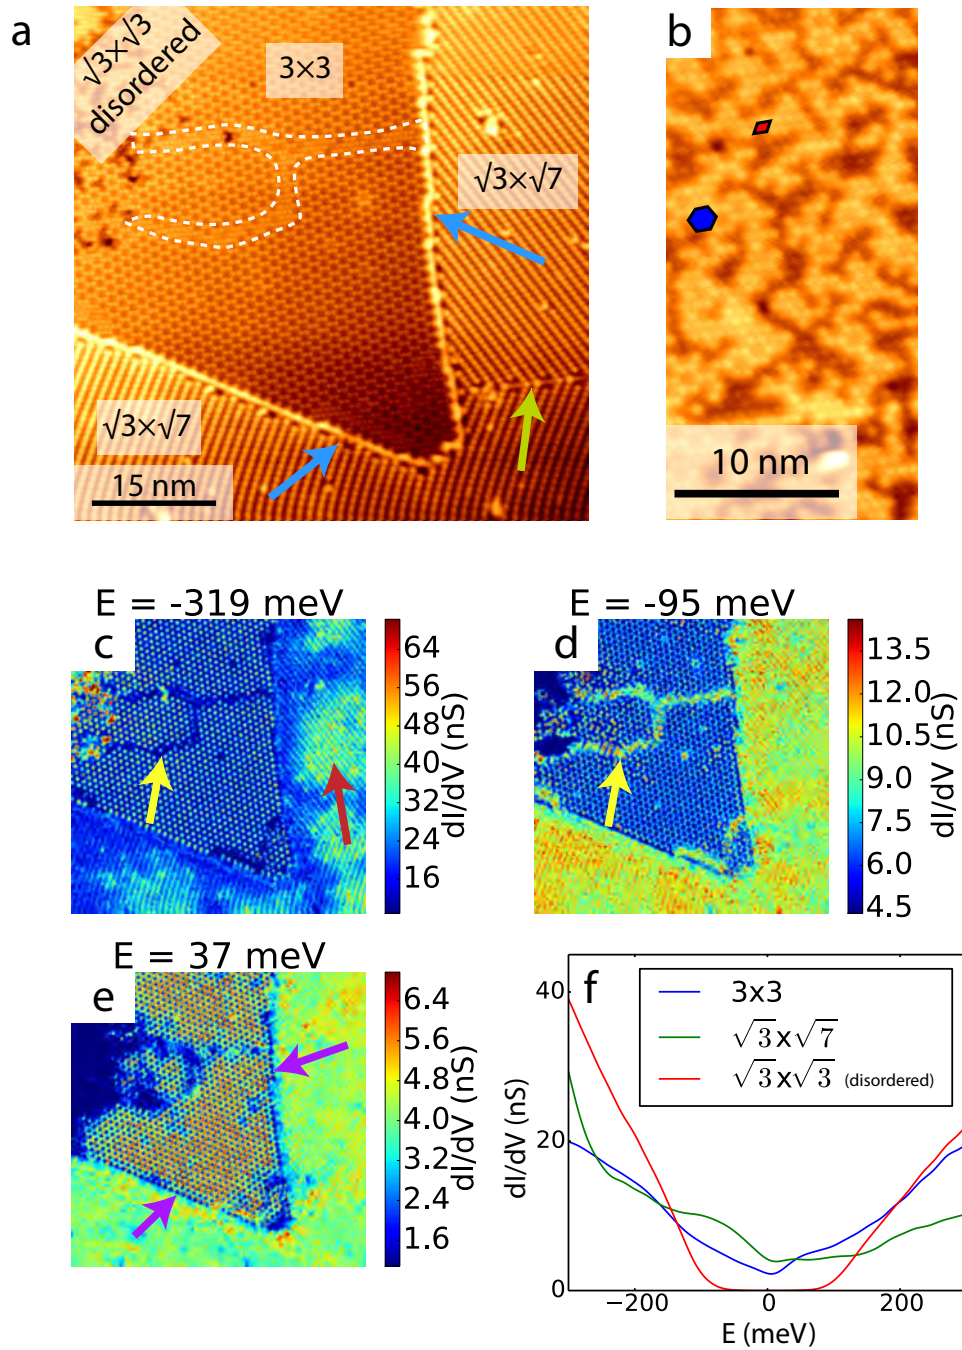 a
√3×√3
disordered
3×3
√3×√7
√3×√7
15 nm
b
10 nm
E = -319 meV
c
64
56
48
40
32
24
16
dI/dV (nS)
E = -95 meV
d
13.5
12.0
10.5
9.0
7.5
6.0
4.5
dI/dV (nS)
E = 37 meV
e
6.4
5.6
4.8
4.0
3.2
2.4
1.6
dI/dV (nS)
f
3x3
√3x√7
√3x√3 (disordered)
40
20
0
dI/dV (nS)
−200
0
200
E (meV)